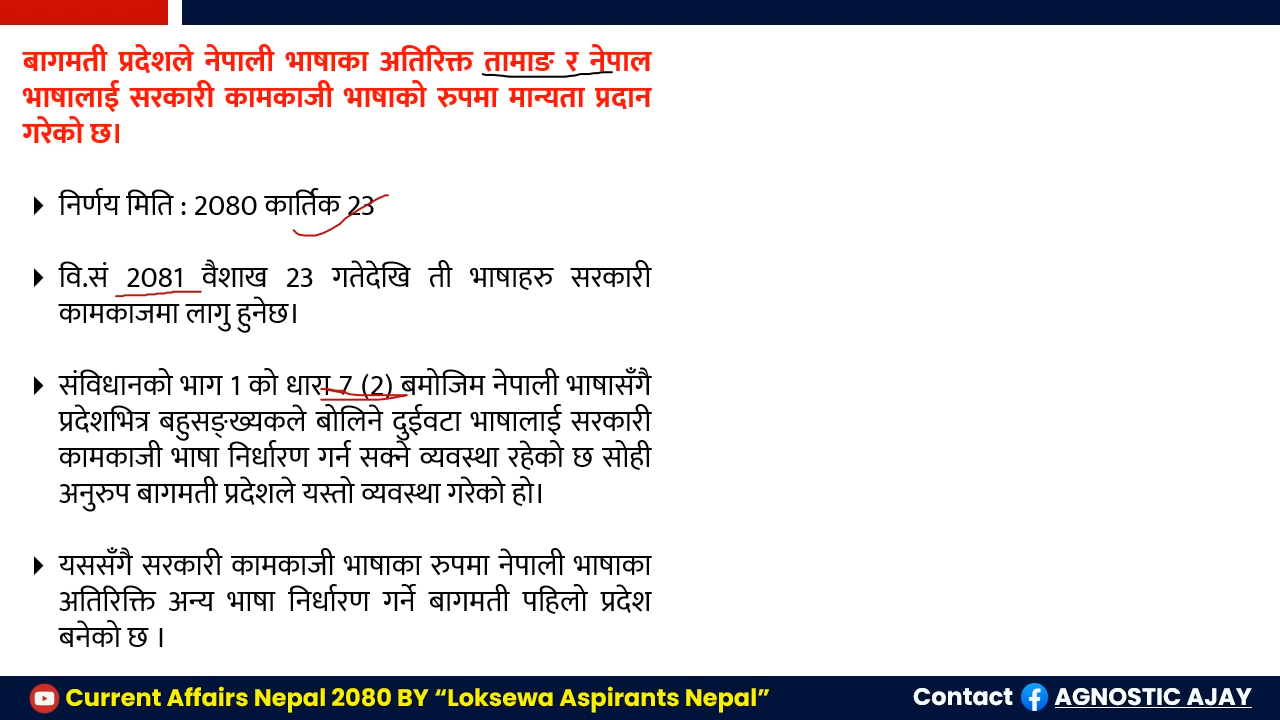 बागमती प्रदेशले नेपाली भाषाका अतिरिक्त तामाङ र नेपाल
भाषालाई सरकारी कामकाजी भाषाको रुपमा मान्यता प्रदान
गरेको छ।
निर्णय मिति : 2080 कार्तिक 23
वि.सं 2081 वैशाख 23 गतेदेखि ती भाषाहरु सरकारी
कामकाजमा लागु हुनेछ।
संविधानको भाग 1 को धारा 7 (2) बमोजिम नेपाली भाषासँगै
प्रदेशभित्र बहुसङ्ख्यकले बोलिने दुईवटा भाषालाई सरकारी
कामकाजी भाषा निर्धारण गर्न सक्ने व्यवस्था रहेको छ सोही
अनुरुप बागमती प्रदेशले यस्तो व्यवस्था गरेको हो।
यससँगै सरकारी कामकाजी भाषाका रुपमा नेपाली भाषाका
अतिरिक्ति अन्य भाषा निर्धारण गर्ने बागमती पहिलो प्रदेश
बनेको छ ।
Current Affairs Nepal 2080 BY “Loksewa Aspirants Nepal”
Contact AGNOSTIC AJAY